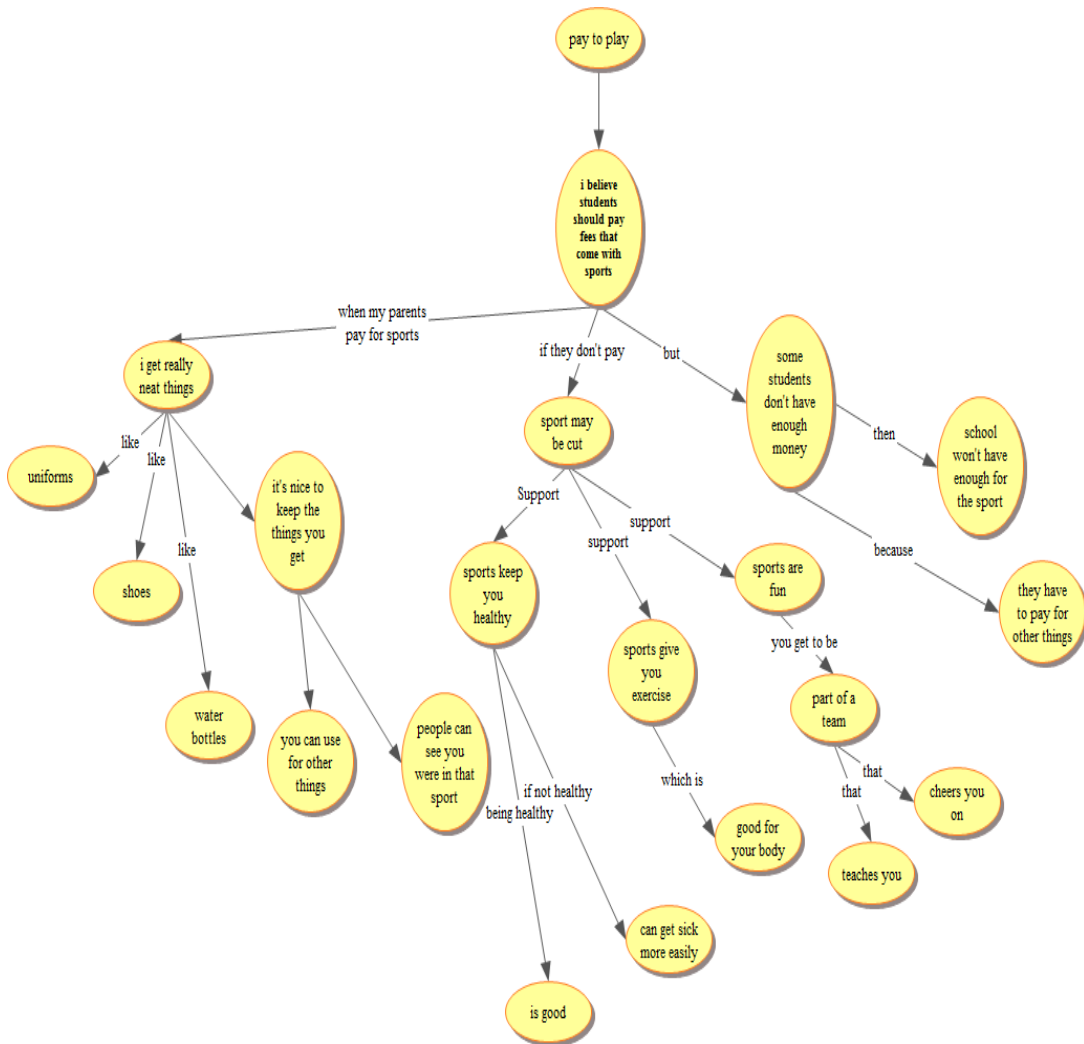 pay to play
i believe
students
should pay
fees that
come with
sports
when my parents
pay for sports
if they don't pay
but
i get really
neat things
sport may
be cut
some
students
don't have
enough
money
then
school
won't have
enough for
the sport
because
they have
to pay for
other things
like
like
like
uniforms
shoes
water
bottles
it's nice to
keep the
things you
get
you can use
for other
things
people can
see you
were in that
sport
Support
support
support
sports keep
you
healthy
being healthy
if not healthy
is good
can get sick
more easily
sports give
you
exercise
which is
good for
your body
sports are
fun
you get to be
part of a
team
that
that
teaches you
cheers you
on